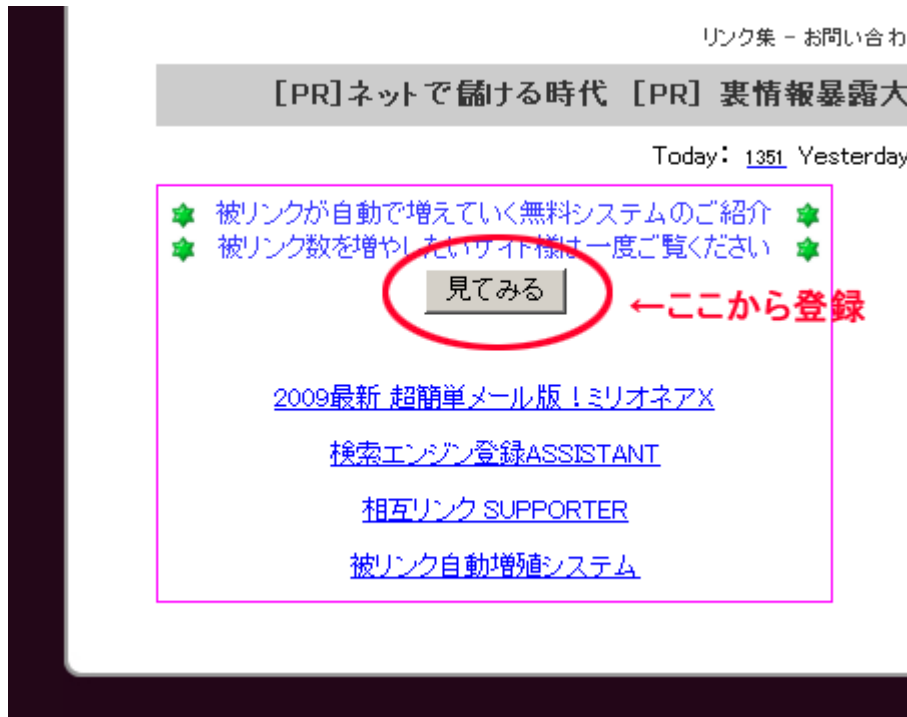 リンク集 - お問い合わ
[PR]ネットで儲ける時代 [PR] 裏情報暴露大
Today: 1351 Yesterday
被リンクが自動で増えていく無料システムのご紹介
被リンク数を増やしたいサイト様は一度ご覧ください
見てみる
←ここから登録
2009最新 超簡単メール版!ミリオネアX
検索エンジン登録ASSISTANT
相互リンク SUPPORTER
被リンク自動増殖システム